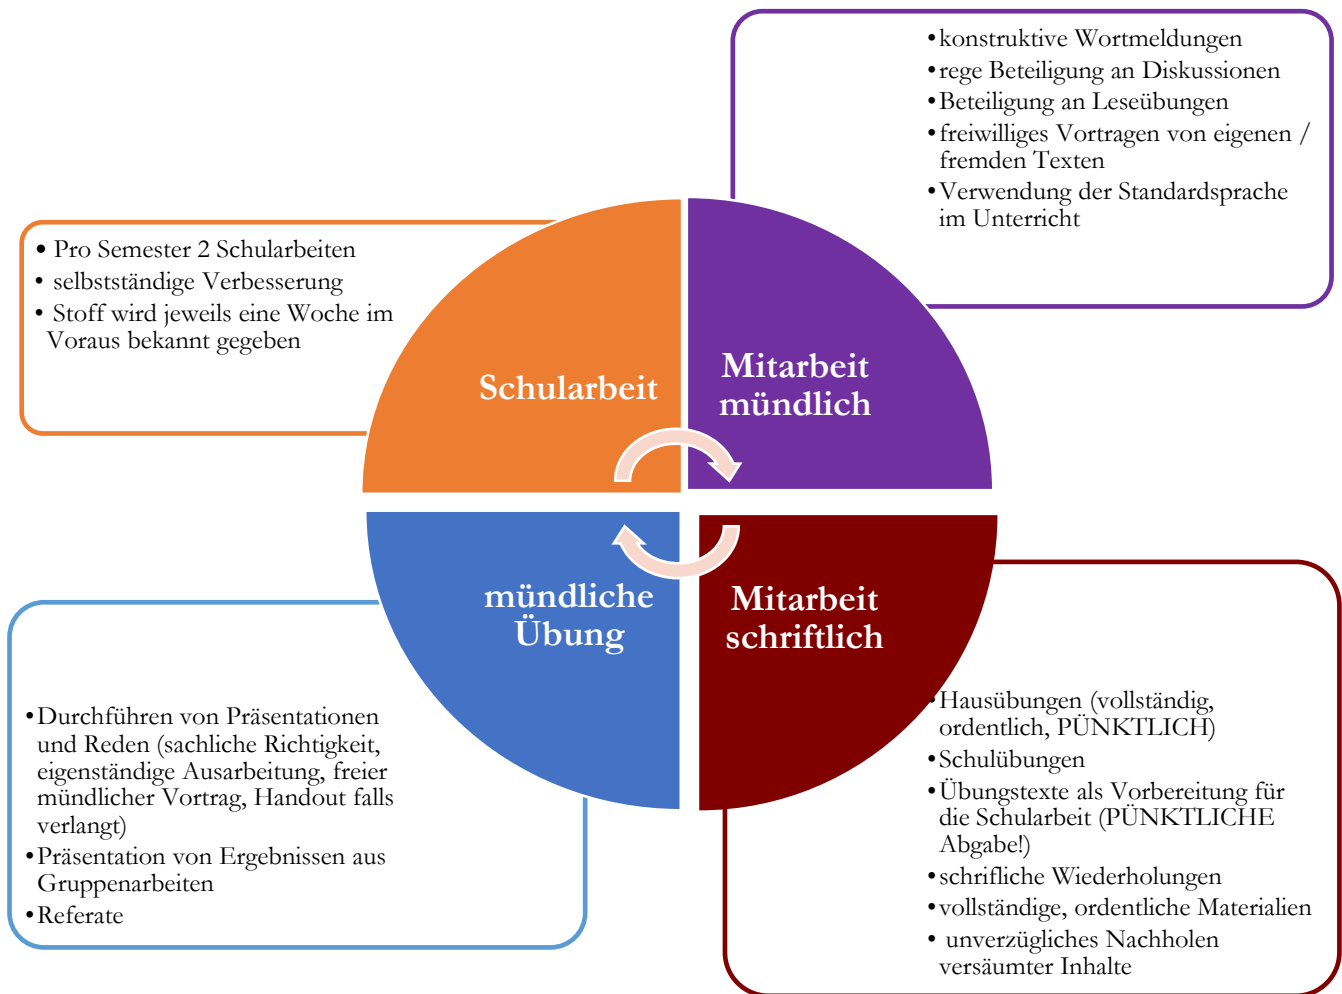 •konstruktive Wortmeldungen
•rege Beteiligung an Diskussionen
•Beteiligung an Leseübungen
•freiwilliges Vortragen von eigenen /
fremden Texten
•Verwendung der Standardsprache
im Unterricht
• Pro Semester 2 Schularbeiten
• selbstständige Verbesserung
• Stoff wird jeweils eine Woche im
Voraus bekannt gegeben
Schularbeit
Mitarbeit
mündlich
mündliche
Übung
Mitarbeit
schriftlich
•Durchführen von Präsentationen
und Reden (sachliche Richtigkeit,
eigenständige Ausarbeitung, freier
mündlicher Vortrag, Handout falls
verlangt)
•Präsentation von Ergebnissen aus
Gruppenarbeiten
•Referate
•Hausübungen (vollständig,
ordentlich, PÜNKTLICH)
•Schulübungen
•Übungstexte als Vorbereitung für
die Schularbeit (PÜNKTLICHE
Abgabe!)
•schrifliche Wiederholungen
•vollständige, ordentliche Materialien
• unverzügliches Nachholen
versäumter Inhalte